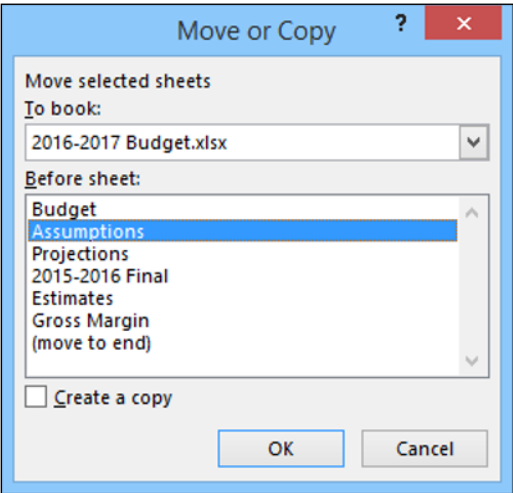 Move or Copy ?
Move selected sheets
To book:
2016-2017 Budget.xlsx
Before sheet:
Budget
Assumptions
Projections
2015-2016 Final
Estimates
Gross Margin
(move to end)
Create a copy
OK Cancel